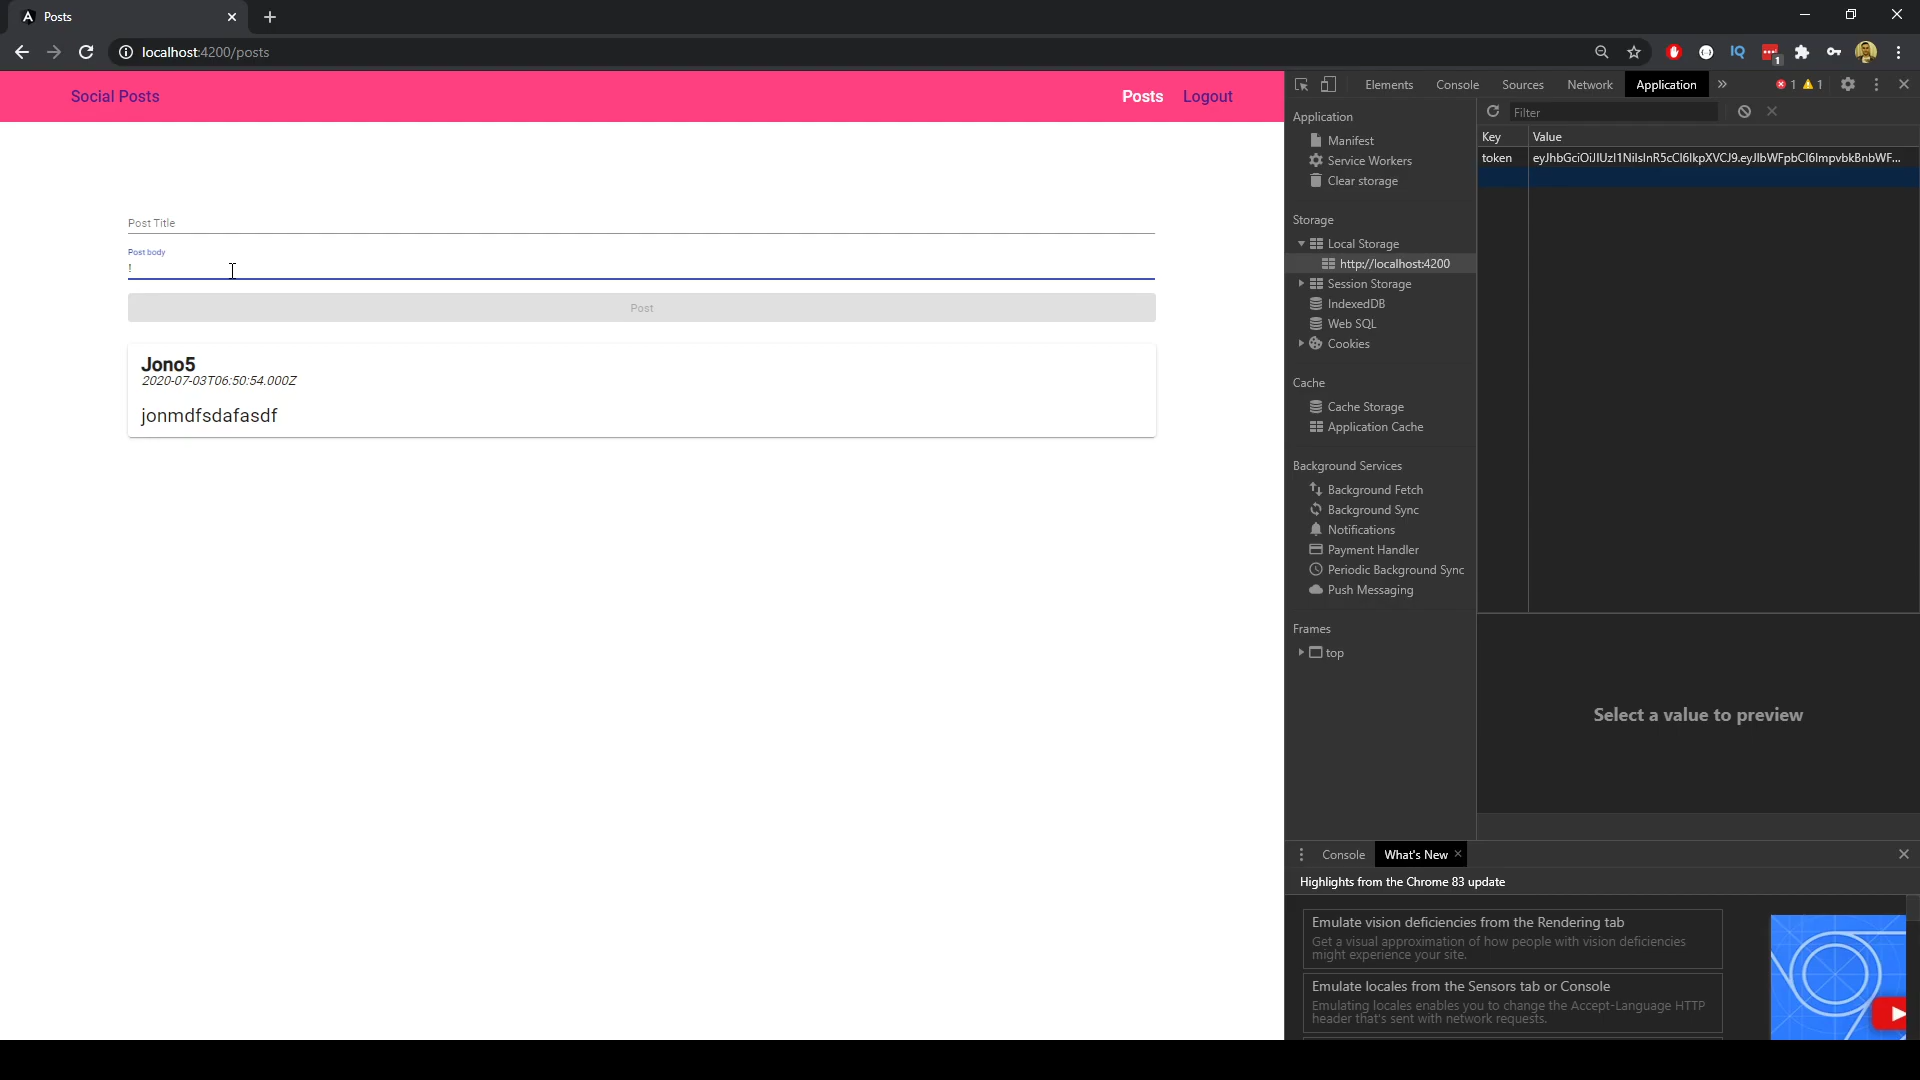 Posts
localhost:4200/posts
IQ
1
Social Posts
Posts
Logout
Post Title
Post body
!
Post
Jono5
2020-07-03T06:50:54.000Z
jonmdfsdafasdf
Elements
Console
Sources
Network
Application
1
1
Application
Manifest
Service Workers
Clear storage
Storage
Local Storage
http://localhost:4200
Session Storage
IndexedDB
Web SQL
Cookies
Cache
Cache Storage
Application Cache
Background Services
Background Fetch
Background Sync
Notifications
Payment Handler
Periodic Background Sync
Push Messaging
Frames
top
Filter
Key
Value
token
eyJhbGciOiJIUzI1NiIsInR5cCI6IkpXVCJ9.eyJlbWFpbCI6ImpvbkBnbWF...
Select a value to preview
Console
What's New
Highlights from the Chrome 83 update
Emulate vision deficiencies from the Rendering tab
Get a visual approximation of how people with vision deficiencies
might experience your site.
Emulate locales from the Sensors tab or Console
Emulating locales enables you to change the Accept-Language HTTP
header that's sent with network requests.